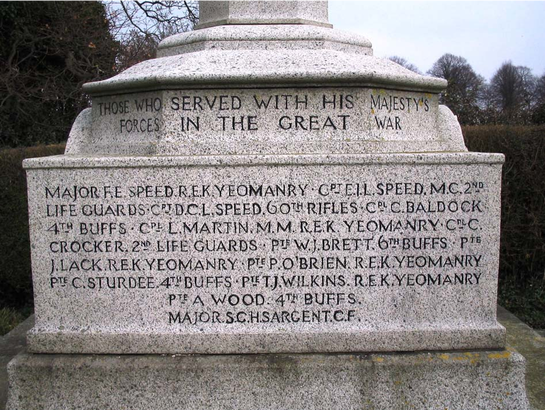 THOSE WHO SERVED WITH HIS MAJESTY'S
FORCES IN THE GREAT WAR
MAJOR.F.E.SPEED.R.E.K.YEOMANRY · CPT E.J.L.SPEED, M.C. 2ND
LIFE GUARDS · CPT D.C.L.SPEED, 60TH RIFLES · CPL C.BALDOCK
4TH BUFFS · CPL L.MARTIN, M.M. R.E.K. YEOMANRY · CPL C.
CROCKER, 2ND LIFE GUARDS · PTE W.J.BRETT, 6TH BUFFS · PTE
J.LACK.R.E.K.YEOMANRY · PTE P.O'BRIEN. R.E.K.YEOMANRY
PTE C.STURDEE.4TH BUFFS · PTE T.J.WILKINS. R.E.K. YEOMANRY
PTE A WOOD. 4TH BUFFS.
MAJOR.S.G.H.SARGENT.C.F.